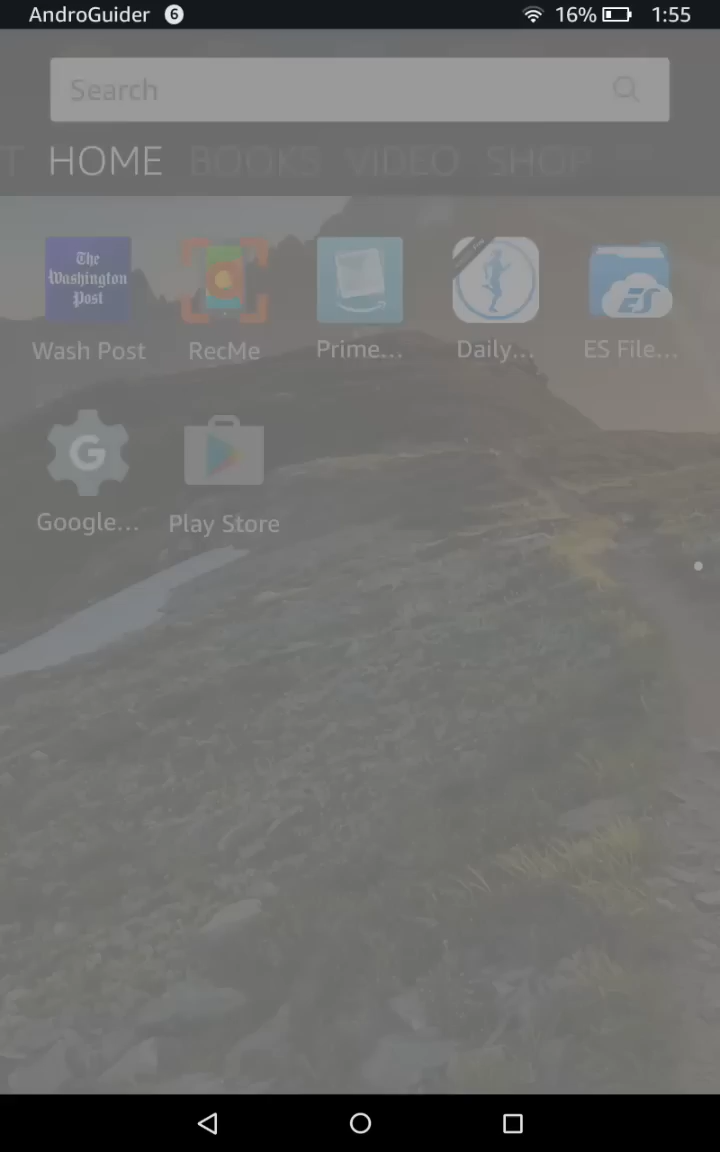 AndroGuider 6 16% 1:55
Search
T HOME BOOKS VIDEO SHOP
The
Washington
Post
ES
Wash Post RecMe Prime... Daily... ES File...
G
Google... Play Store